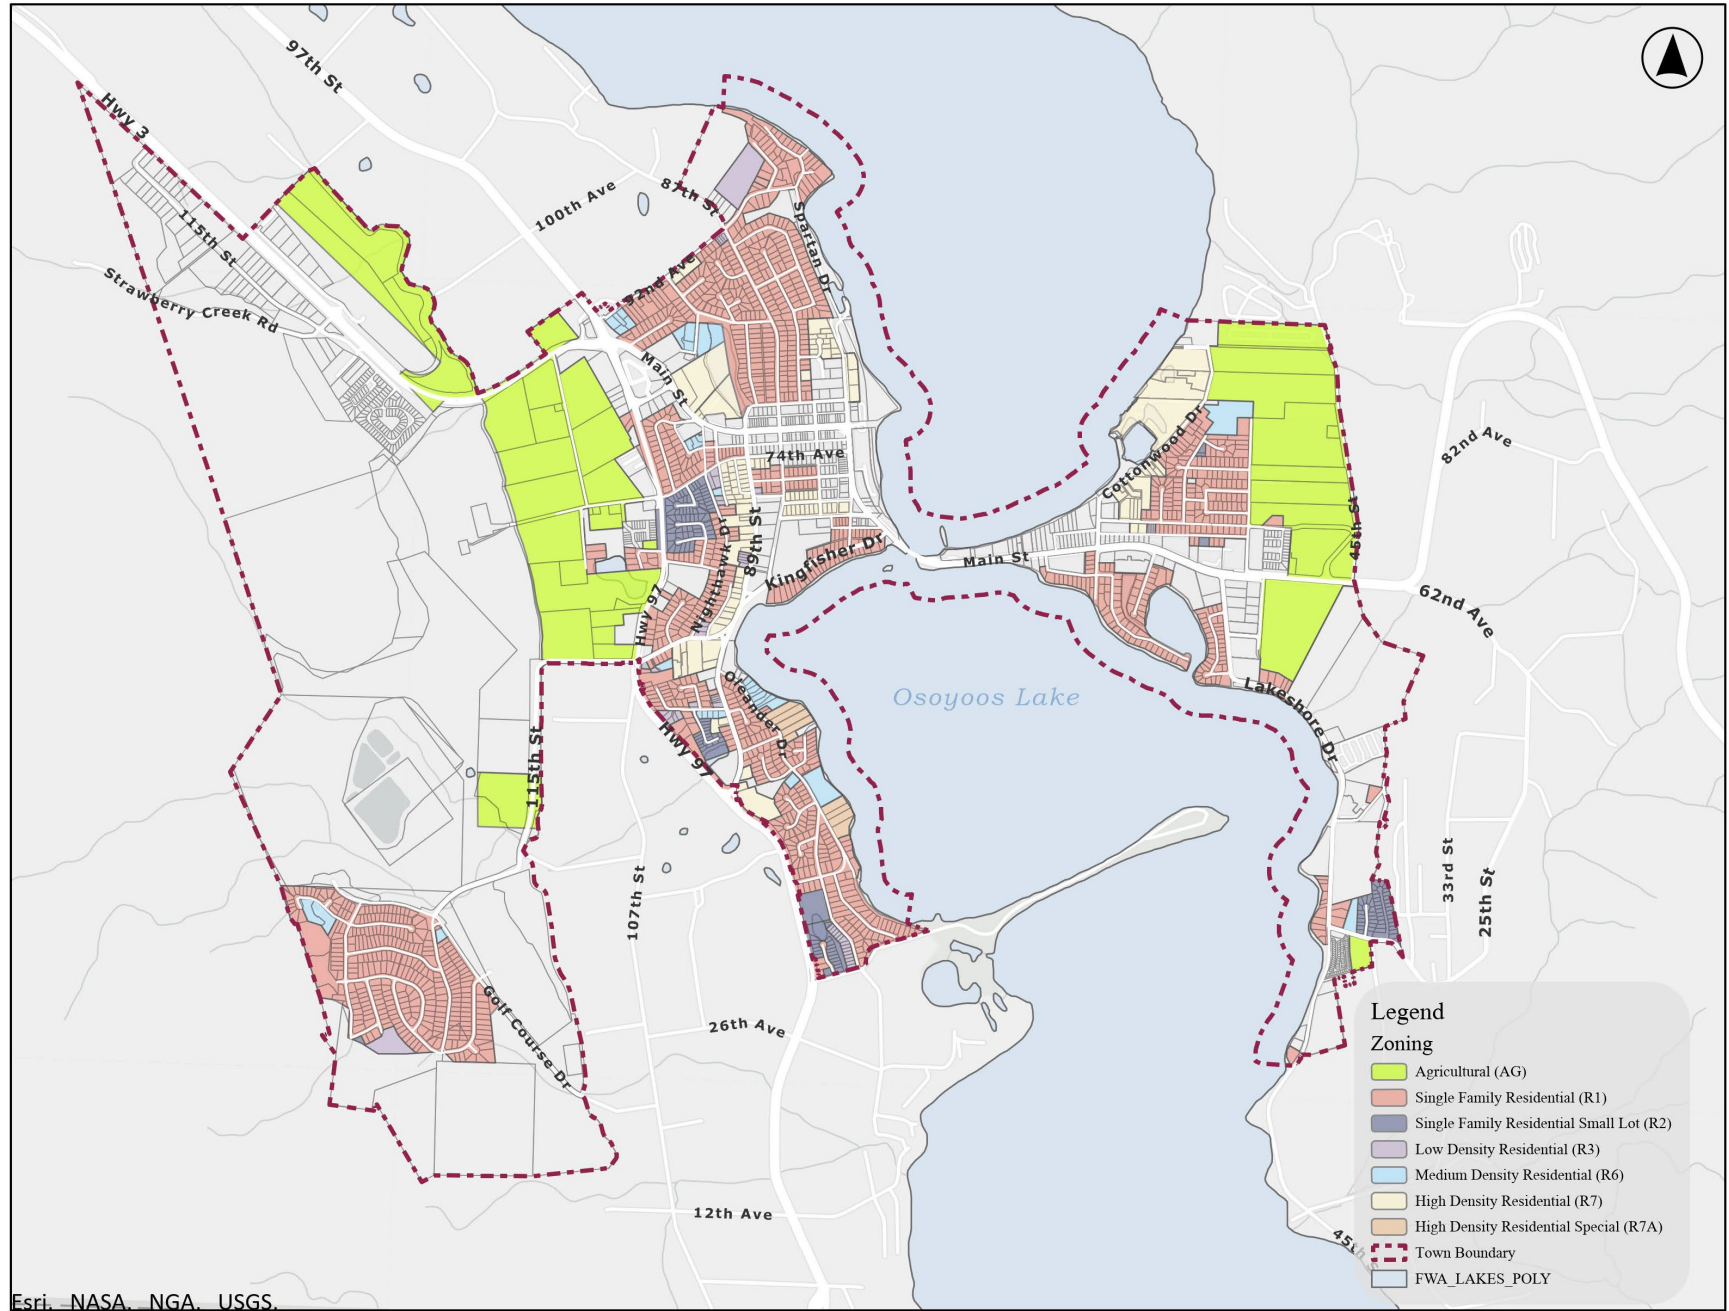 97th St
Hwy 3
87th St
100th Ave
115th St
Spartan Dr
92nd Ave
Strawberry Creek Rd
Main St
Cottonwood Dr
82nd Ave
74th Ave
45th St
89th St
Nighthawk Dr
Kingfisher Dr
Main St
Hwy 97
62nd Ave
Oleander Dr
Osoyoos Lake
Lakeshore Dr
Hwy 97
115th St
107th St
33rd St
25th St
Golf Course Dr
26th Ave
12th Ave
45th
Legend
Zoning
Agricultural (AG)
Single Family Residential (R1)
Single Family Residential Small Lot (R2)
Low Density Residential (R3)
Medium Density Residential (R6)
High Density Residential (R7)
High Density Residential Special (R7A)
Town Boundary
FWA_LAKES_POLY
Esri. NASA. NGA. USGS.